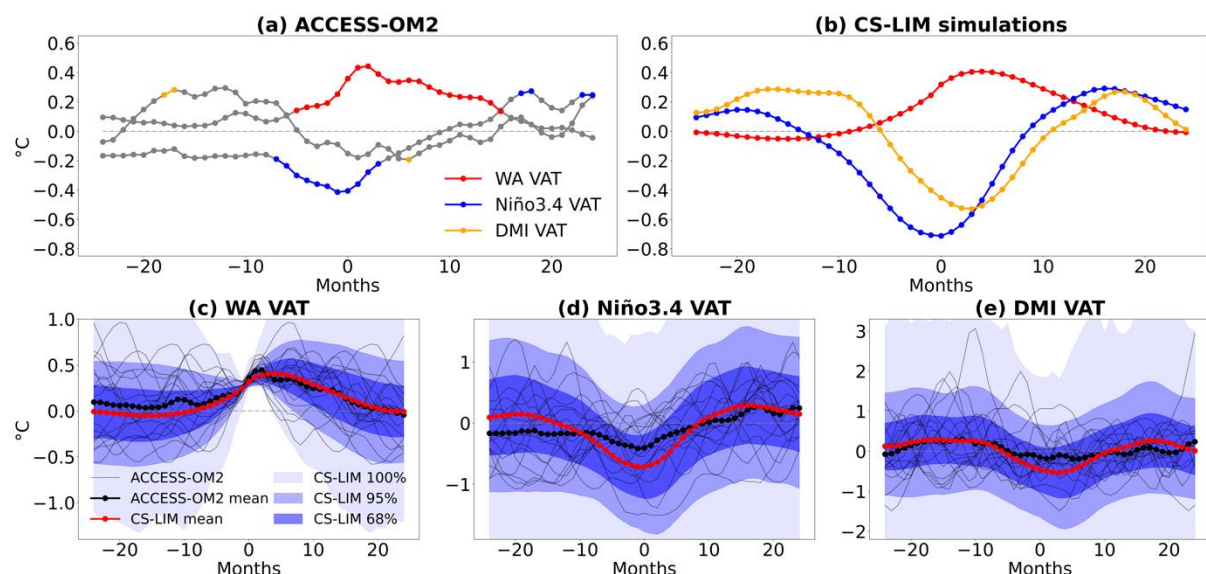 (a) ACCESS-OM2
(b) CS-LIM simulations
0.6
0.4
0.2
0.0
−0.2
−0.4
−0.6
−0.8
°C
−20
−10
0
10
20
Months
WA VAT
Niño3.4 VAT
DMI VAT
0.6
0.4
0.2
0.0
−0.2
−0.4
−0.6
−0.8
−20
−10
0
10
20
Months
(c) WA VAT
(d) Niño3.4 VAT
(e) DMI VAT
1.0
0.5
0.0
−0.5
−1.0
°C
ACCESS-OM2
ACCESS-OM2 mean
CS-LIM mean
CS-LIM 100%
CS-LIM 95%
CS-LIM 68%
−20
−10
0
10
20
Months
1
0
−1
−20
−10
0
10
20
Months
3
2
1
0
−1
−2
−20
−10
0
10
20
Months